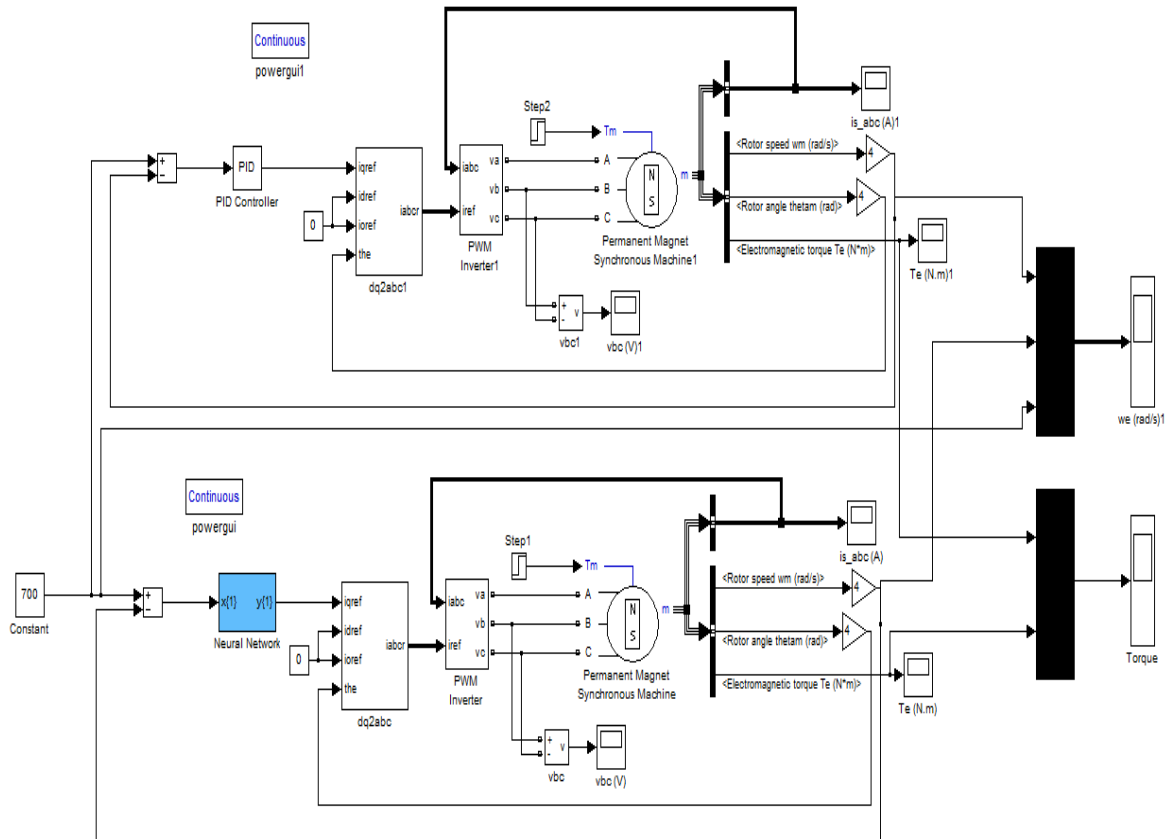 Continuous
powergui1
Step2
Tm
is_abc (A)1
+
−
PID
PID Controller
iqref
idref
ioref
the
iabcr
0
dq2abc1
iabc
iref
va
vb
vc
PWM
Inverter1
A
B
C
N
S
m
Permanent Magnet
Synchronous Machine1
<Rotor speed wm (rad/s)>
4
<Rotor angle thetam (rad)>
4
<Electromagnetic torque Te (N*m)>
Te (N.m)1
+
-
v
vbc1
vbc (V)1
we (rad/s)1
Continuous
powergui
Step1
Tm
is_abc (A)
700
Constant
+
−
x{1}
y{1}
Neural Network
iqref
idref
ioref
the
iabcr
0
dq2abc
iabc
iref
va
vb
vc
PWM
Inverter
A
B
C
N
S
m
Permanent Magnet
Synchronous Machine
<Rotor speed wm (rad/s)>
4
<Rotor angle thetam (rad)>
4
<Electromagnetic torque Te (N*m)>
Te (N.m)
+
-
v
vbc
vbc (V)
Torque